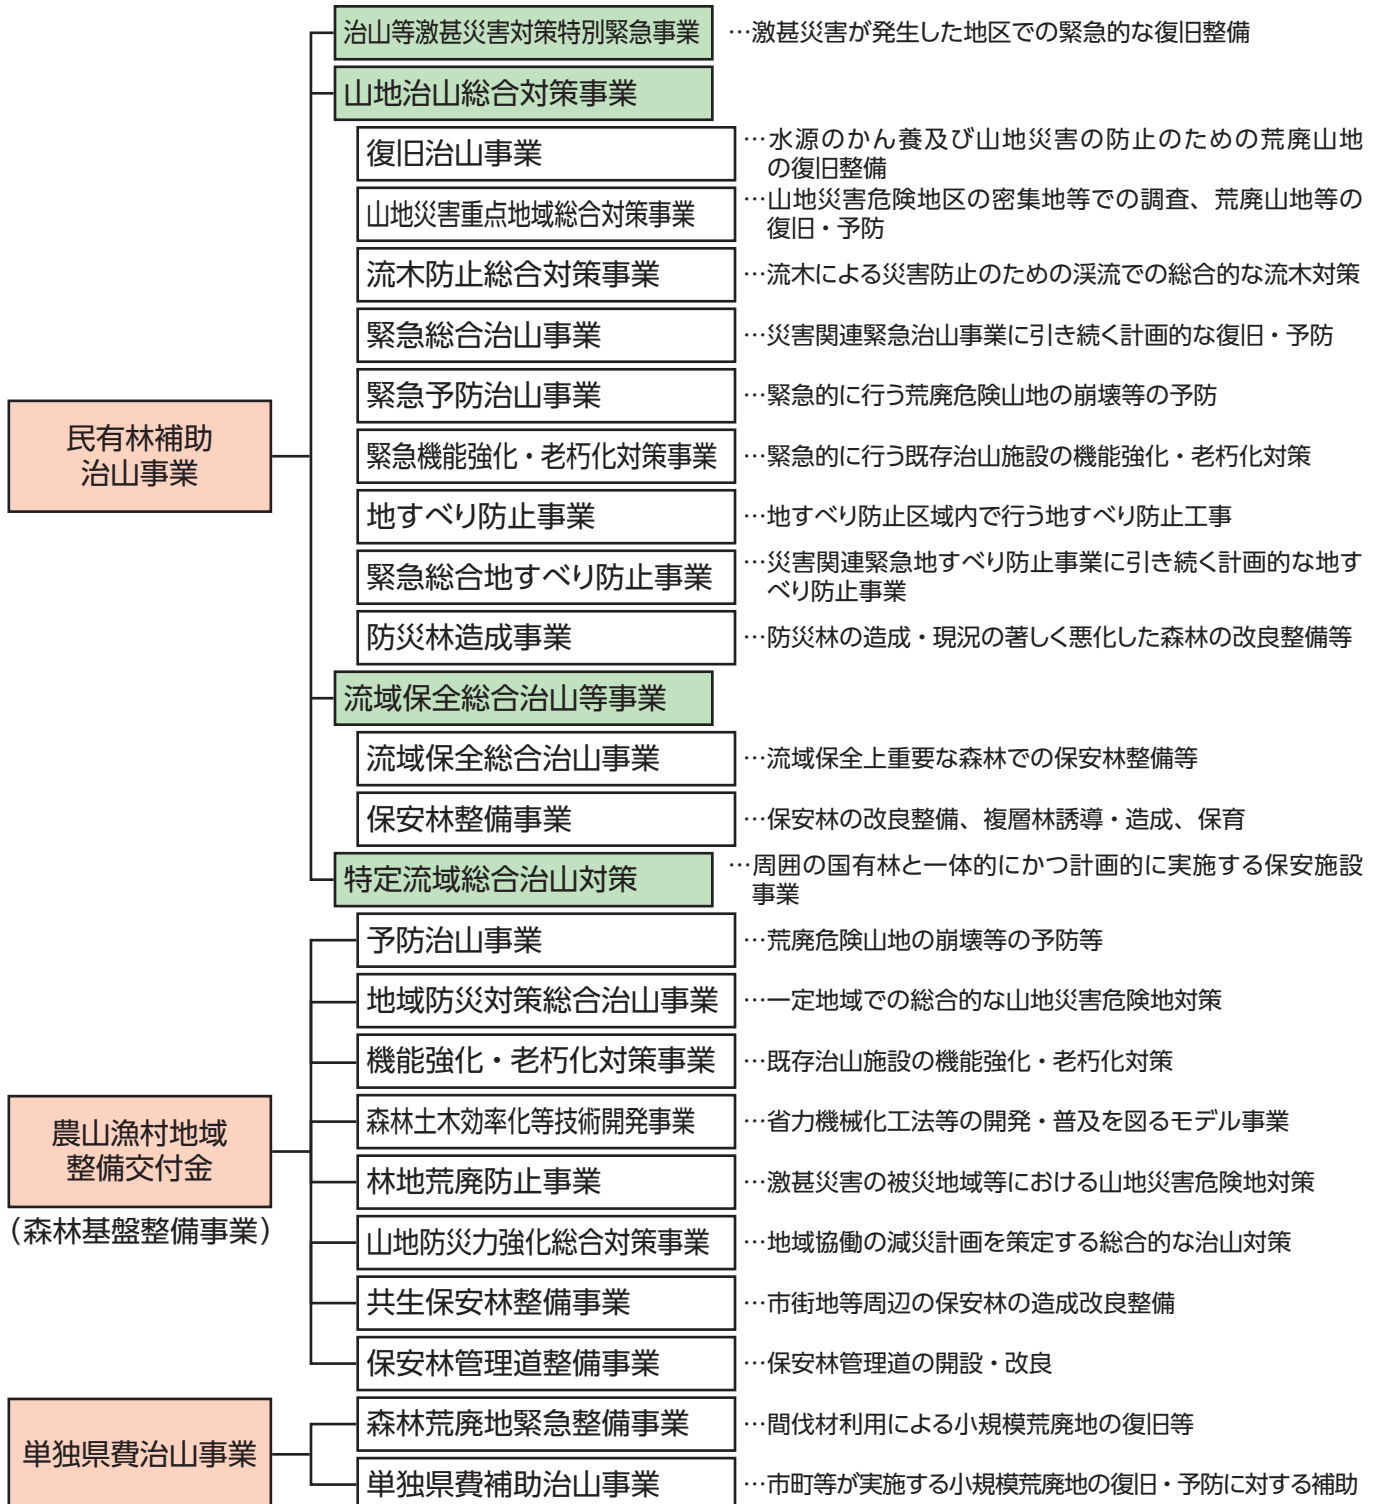 治山等激甚災害対策特別緊急事業 …激甚災害が発生した地区での緊急的な復旧整備
山地治山総合対策事業
復旧治山事業 …水源のかん養及び山地災害の防止のための荒廃山地
の復旧整備
山地災害重点地域総合対策事業 …山地災害危険地区の密集地等での調査、荒廃山地等の
復旧・予防
流木防止総合対策事業 …流木による災害防止のための渓流での総合的な流木対策
緊急総合治山事業 …災害関連緊急治山事業に引き続く計画的な復旧・予防
緊急予防治山事業 …緊急的に行う荒廃危険山地の崩壊等の予防
民有林補助
治山事業
緊急機能強化・老朽化対策事業 …緊急的に行う既存治山施設の機能強化・老朽化対策
地すべり防止事業 …地すべり防止区域内で行う地すべり防止工事
緊急総合地すべり防止事業 …災害関連緊急地すべり防止事業に引き続く計画的な地す
べり防止事業
防災林造成事業 …防災林の造成・現況の著しく悪化した森林の改良整備等
流域保全総合治山等事業
流域保全総合治山事業 …流域保全上重要な森林での保安林整備等
保安林整備事業 …保安林の改良整備、複層林誘導・造成、保育
特定流域総合治山対策 …周囲の国有林と一体的にかつ計画的に実施する保安施設
事業
予防治山事業 …荒廃危険山地の崩壊等の予防等
地域防災対策総合治山事業 …一定地域での総合的な山地災害危険地対策
機能強化・老朽化対策事業 …既存治山施設の機能強化・老朽化対策
農山漁村地域
整備交付金
（森林基盤整備事業）
森林土木効率化等技術開発事業 …省力機械化工法等の開発・普及を図るモデル事業
林地荒廃防止事業 …激甚災害の被災地域等における山地災害危険地対策
山地防災力強化総合対策事業 …地域協働の減災計画を策定する総合的な治山対策
共生保安林整備事業 …市街地等周辺の保安林の造成改良整備
保安林管理道整備事業 …保安林管理道の開設・改良
単独県費治山事業
森林荒廃地緊急整備事業 …間伐材利用による小規模荒廃地の復旧等
単独県費補助治山事業 …市町等が実施する小規模荒廃地の復旧・予防に対する補助